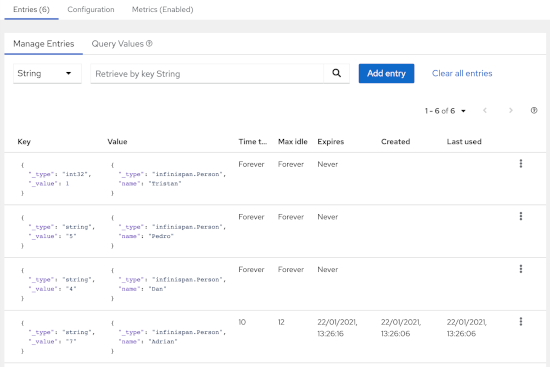 Entries (6) Configuration Metrics (Enabled)
Manage Entries Query Values
String Retrieve by key String Add entry Clear all entries
1 - 6 of 6
Key Value Time t... Max idle Expires Created Last used
{ { Forever Forever Never
"_type": "int32", "_type": "infinispan.Person",
"_value": 1 "name": "Tristan"
} }
{ { Forever Forever Never
"_type": "string", "_type": "infinispan.Person",
"_value": "5" "name": "Pedro"
} }
{ { Forever Forever Never
"_type": "string", "_type": "infinispan.Person",
"_value": "4" "name": "Dan"
} }
{ { 10 12 22/01/2021, 22/01/2021, 22/01/2021,
"_type": "string", "_type": "infinispan.Person", 13:26:16 13:26:06 13:26:06
"_value": "7" "name": "Adrian"
} }